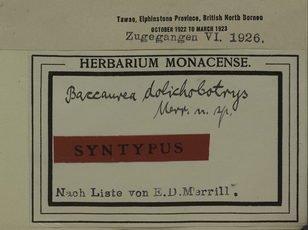 Tawao, Elphinstone Province, British North Borneo
OCTOBER 1922 TO MARCH 1923
Zugegangen VI. 1926.
HERBARIUM MONACENSE.
Baccaurea dolichobotrys
Merr. n. sp.
SYNTYPUS
Nach Liste von E.D.Merrill.